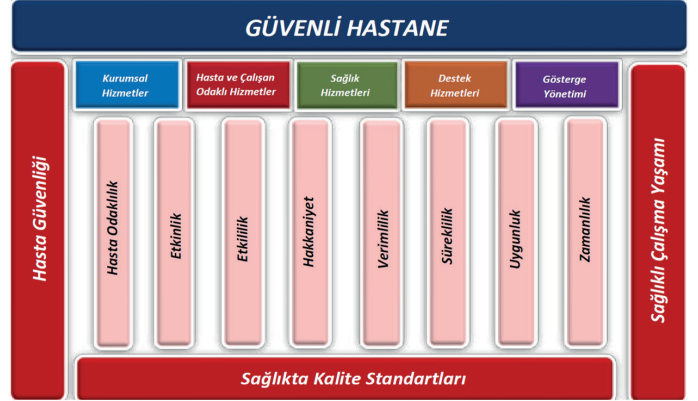 GÜVENLİ HASTANE
Hasta Güvenliği
Kurumsal
Hizmetler
Hasta ve Çalışan
Odaklı Hizmetler
Sağlık
Hizmetleri
Destek
Hizmetleri
Gösterge
Yönetimi
Hasta Odaklılık
Etkinlik
Etkililik
Hakkaniyet
Verimlilik
Süreklilik
Uygunluk
Zamanlılık
Sağlıklı Çalışma Yaşamı
Sağlıkta Kalite Standartları